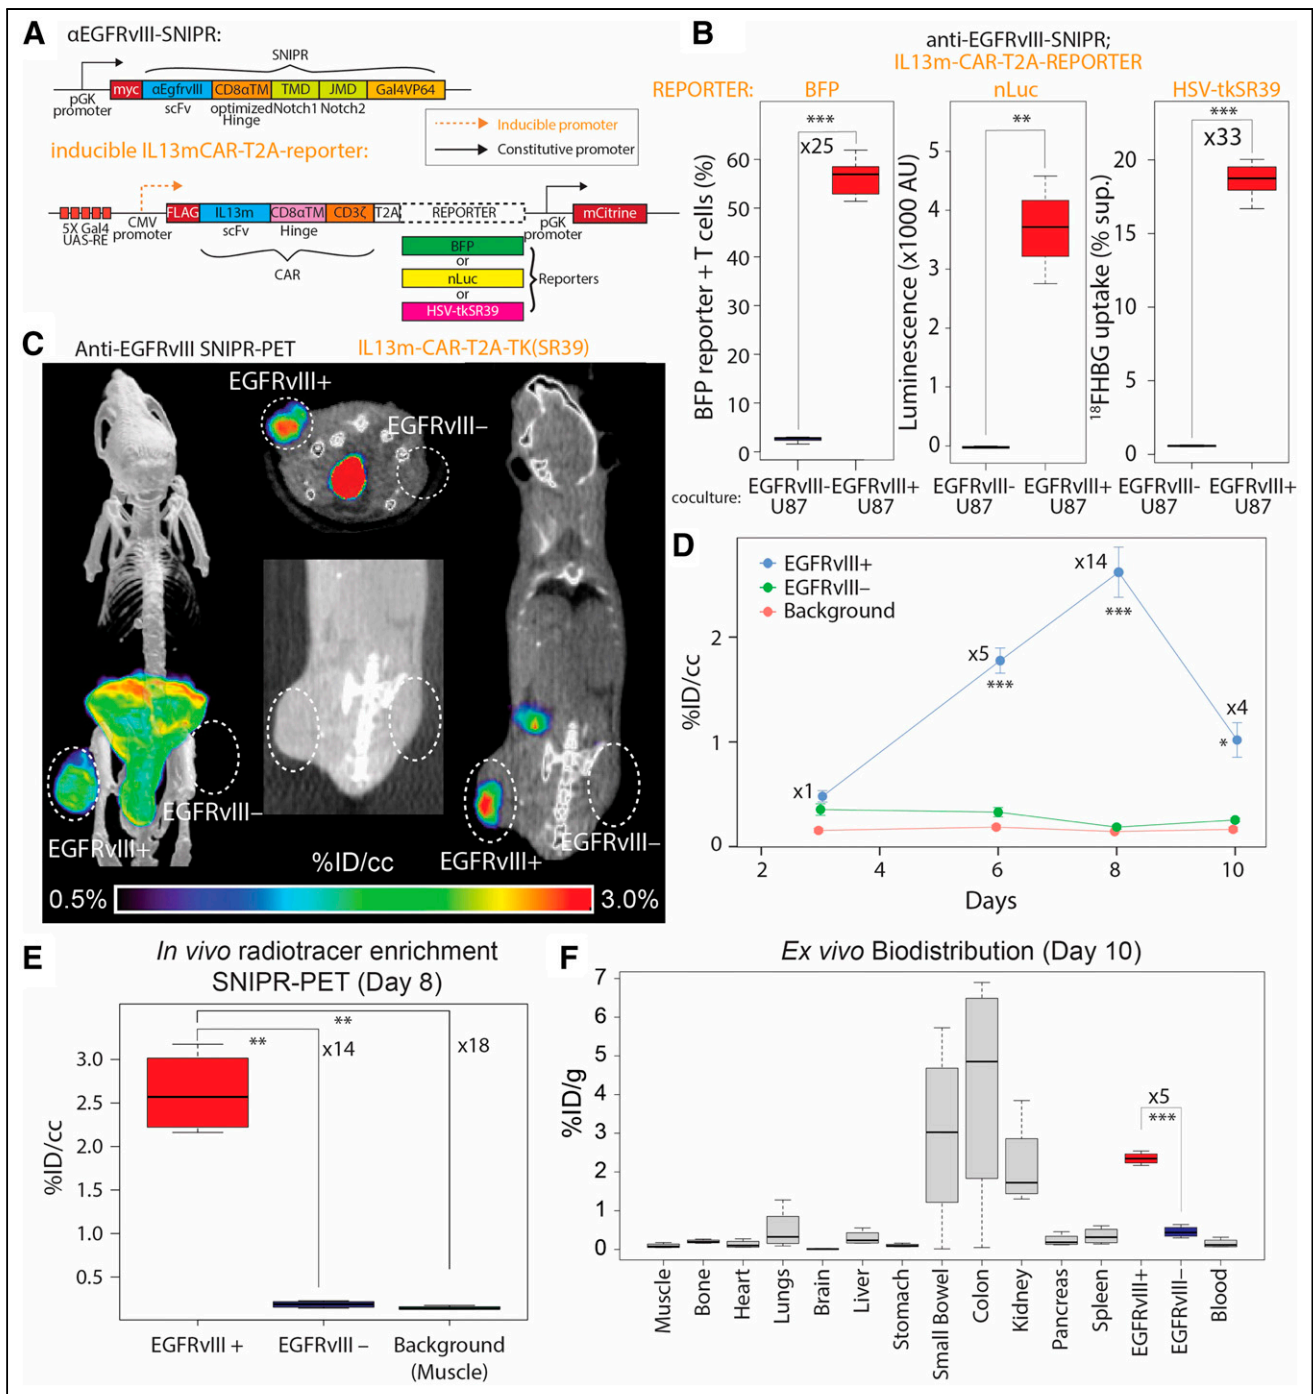 A
αEGFRvIII-SNIPR:
SNIPR
pGK
promoter
myc αEgfrvIII CD8αTM TMD JMD Gal4VP64
scFv optimized Notch1 Notch2
Hinge
Inducible promoter
Constitutive promoter
inducible IL13mCAR-T2A-reporter:
5X Gal4
UAS-RE
CMV
promoter
FLAG IL13m CD8αTM CD3ζ T2A REPORTER
scFv Hinge
CAR
pGK
promoter
mCitrine
BFP
or
nLuc
or
HSV-tkSR39
Reporters
B
anti-EGFRvIII-SNIPR;
IL13m-CAR-T2A-REPORTER
REPORTER: BFP nLuc HSV-tkSR39
BFP reporter + T cells (%)
60
50
40
30
20
10
0
***
x25
Luminescence (x1000 AU)
5
4
3
2
1
0
**
18FHBG uptake (% sup.)
20
15
10
5
0
***
x33
coculture:
EGFRvIII- EGFRvIII+ EGFRvIII- EGFRvIII+ EGFRvIII- EGFRvIII+
U87 U87 U87 U87 U87 U87
C
Anti-EGFRvIII SNIPR-PET IL13m-CAR-T2A-TK(SR39)
EGFRvIII+
EGFRvIII–
EGFRvIII–
EGFRvIII+
EGFRvIII–
EGFRvIII+
%ID/cc
0.5% 3.0%
D
EGFRvIII+
EGFRvIII–
Background
%ID/cc
2
1
0
x1
x5
***
x14
***
x4
*
2 4 6 8 10
Days
E
In vivo radiotracer enrichment
SNIPR-PET (Day 8)
%ID/cc
3.0
2.5
2.0
1.5
1.0
0.5
**
**
x14
x18
EGFRvIII + EGFRvIII – Background
(Muscle)
F
Ex vivo Biodistribution (Day 10)
%ID/g
7
6
5
4
3
2
1
0
x5
***
Muscle
Bone
Heart
Lungs
Brain
Liver
Stomach
Small Bowel
Colon
Kidney
Pancreas
Spleen
EGFRvIII+
EGFRvIII–
Blood